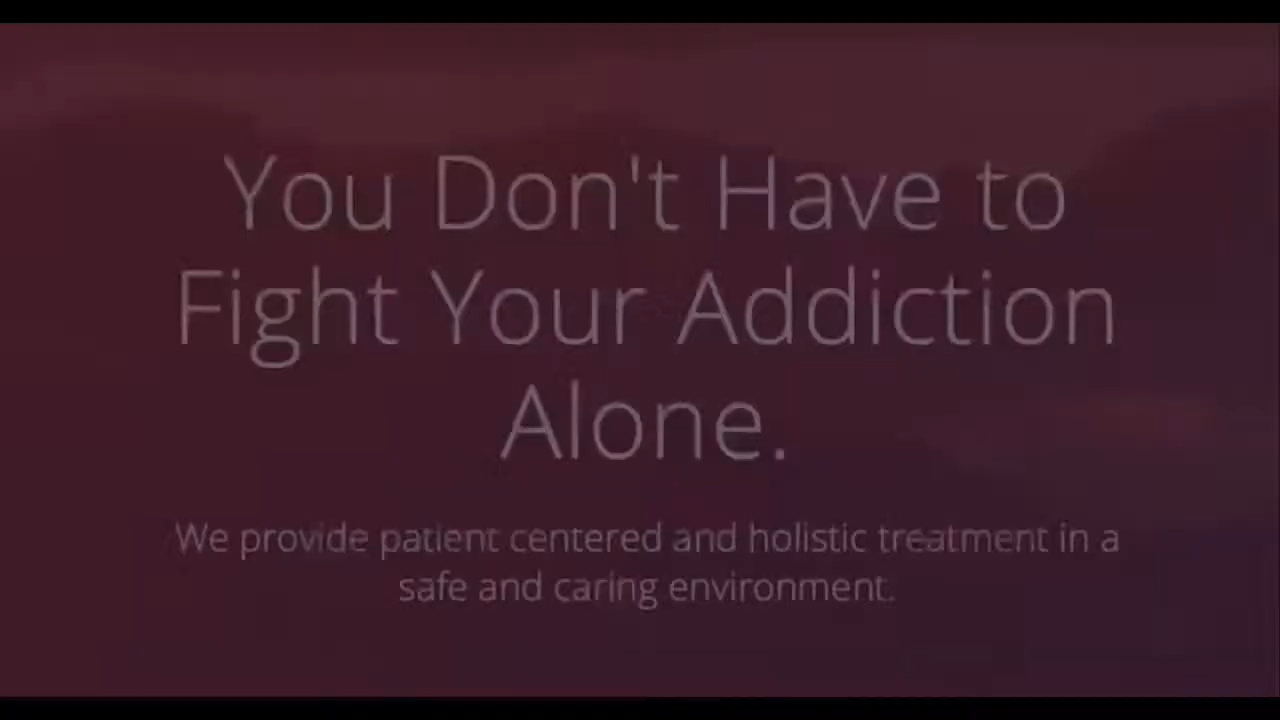 You Don't Have to
Fight Your Addiction
Alone.
We provide patient centered and holistic treatment in a
safe and caring environment.